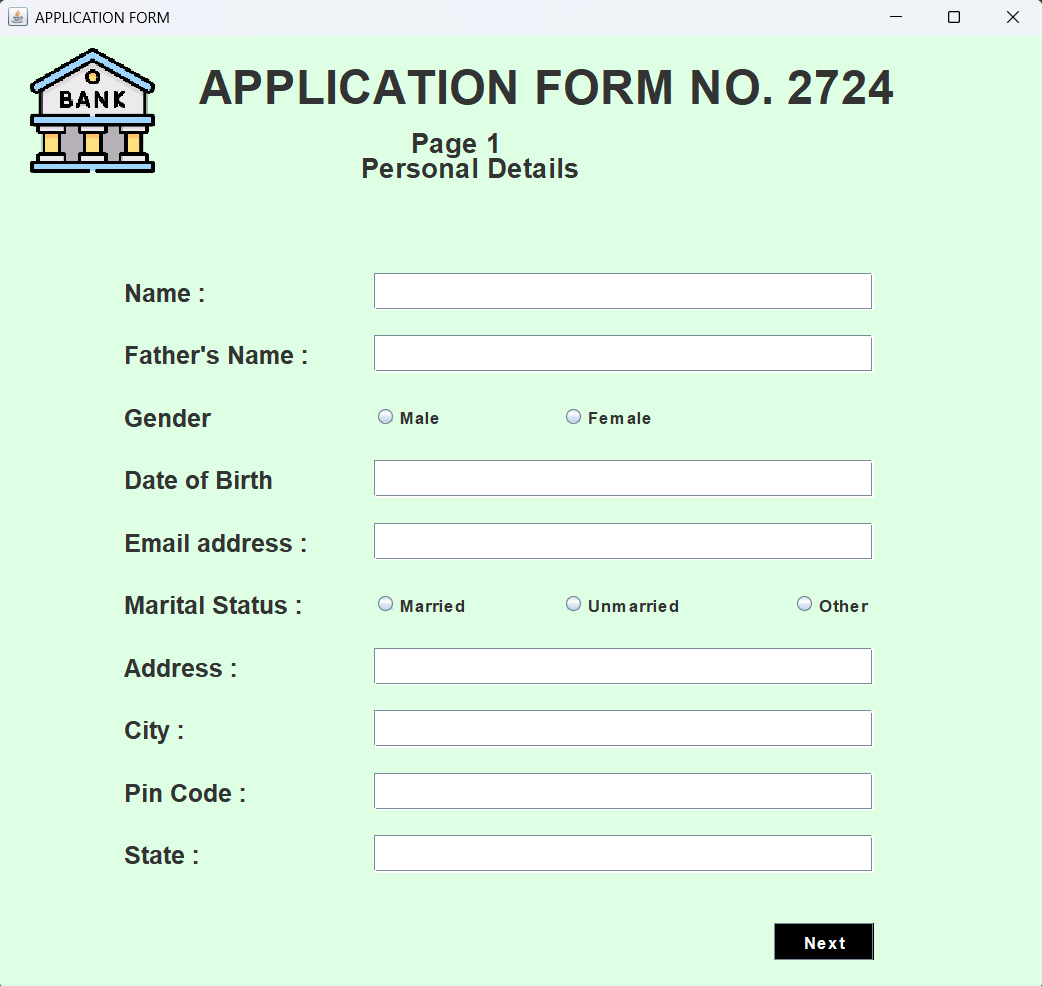 APPLICATION FORM
BANK
APPLICATION FORM NO. 2724
Page 1
Personal Details
Name :
Father's Name :
Gender Male Female
Date of Birth
Email address :
Marital Status : Married Unmarried Other
Address :
City :
Pin Code :
State :
Next